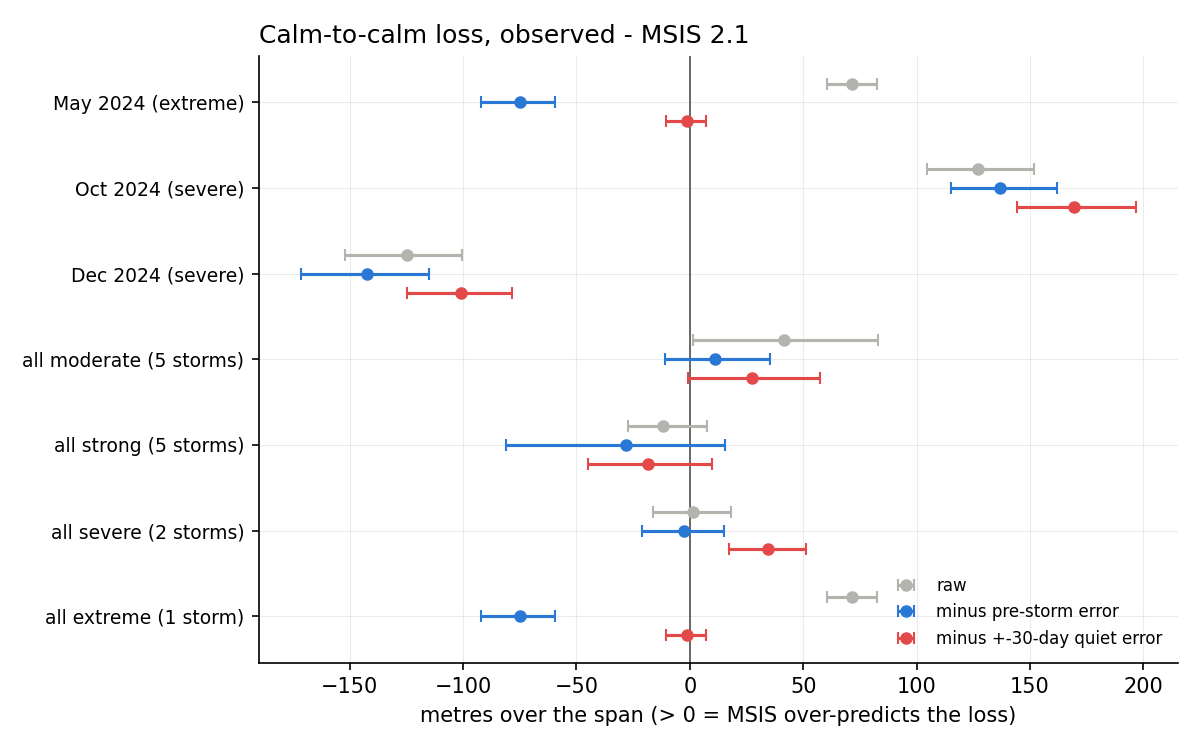 Calm-to-calm loss, observed - MSIS 2.1
May 2024 (extreme)
Oct 2024 (severe)
Dec 2024 (severe)
all moderate (5 storms)
all strong (5 storms)
all severe (2 storms)
all extreme (1 storm)
raw
minus pre-storm error
minus +-30-day quiet error
−150 −100 −50 0 50 100 150 200
metres over the span (> 0 = MSIS over-predicts the loss)